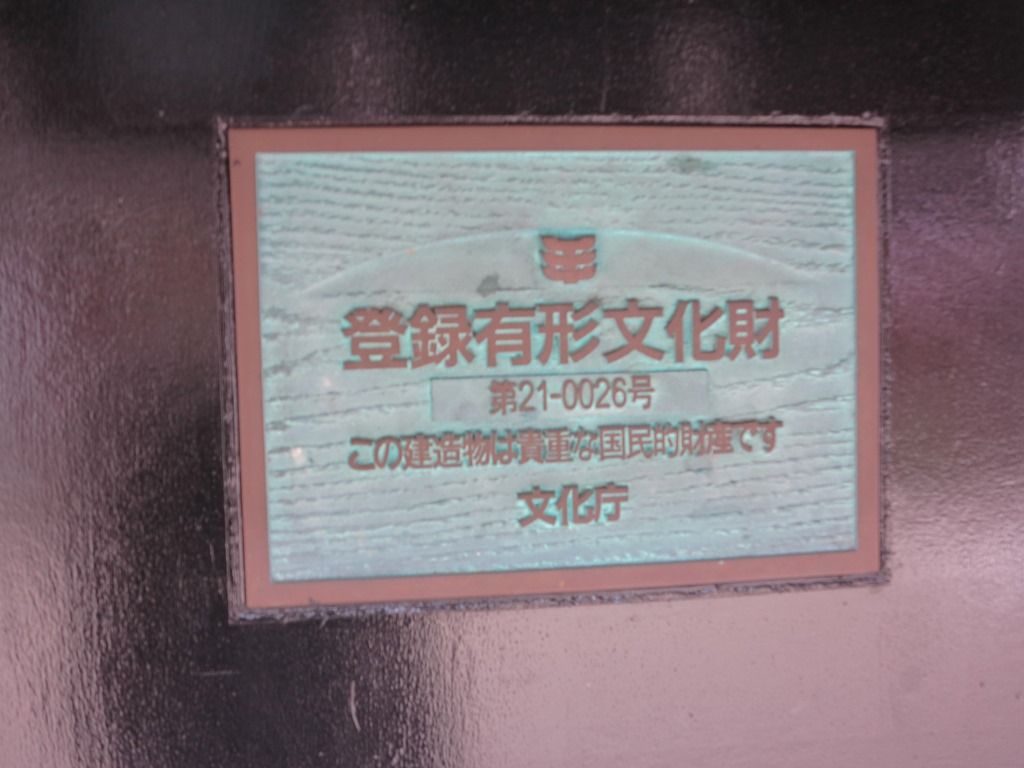 登録有形文化財
第21-0026号
この建造物は貴重な国民的財産です
文化庁